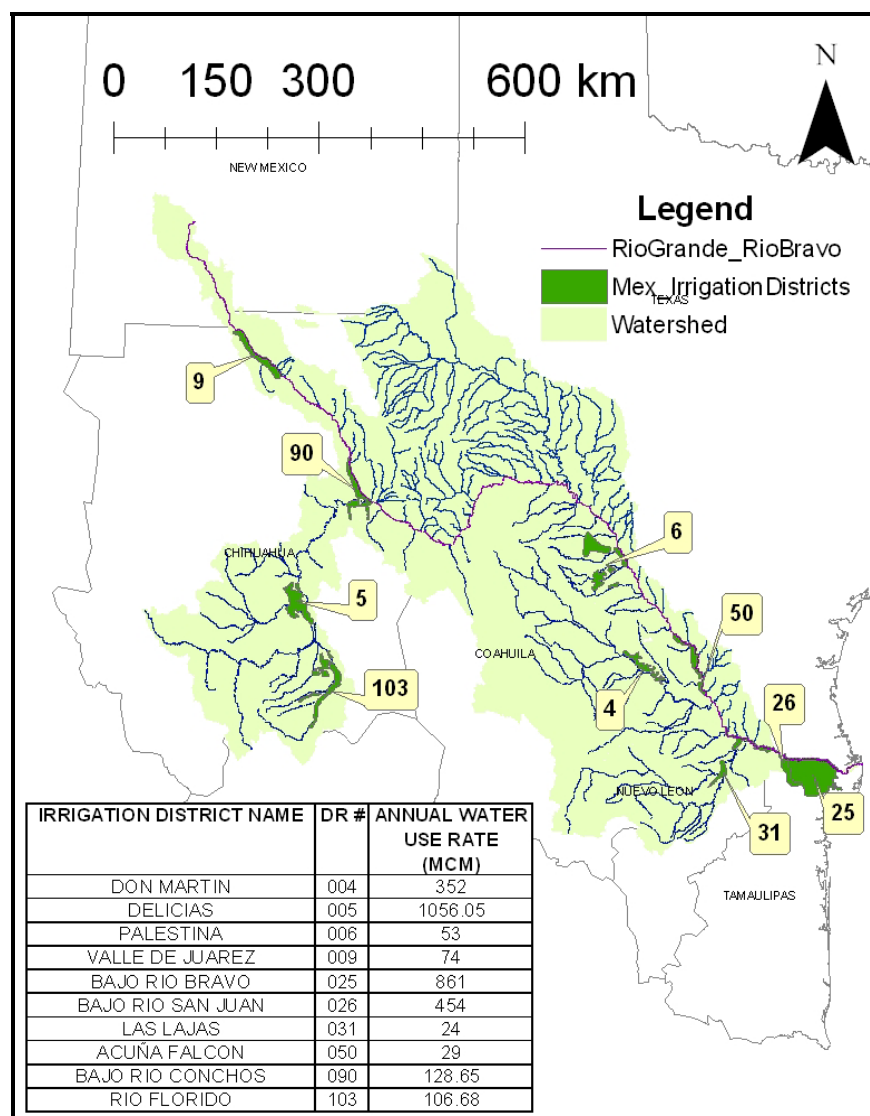 0 150 300 600 km
N
NEW MEXICO
Legend
RioGrande_RioBravo
Mex_Irrigation Districts
TEXAS
Watershed
9
90
CHIHUAHUA
6
5
50
COAHUILA
103
4
26
NUEVO LEON
25
31
TAMAULIPAS
IRRIGATION DISTRICT NAME DR # ANNUAL WATER
USE RATE
(MCM)
DON MARTIN 004 352
DELICIAS 005 1056.05
PALESTINA 006 53
VALLE DE JUAREZ 009 74
BAJO RIO BRAVO 025 861
BAJO RIO SAN JUAN 026 454
LAS LAJAS 031 24
ACUÑA FALCON 050 29
BAJO RIO CONCHOS 090 128.65
RIO FLORIDO 103 106.68